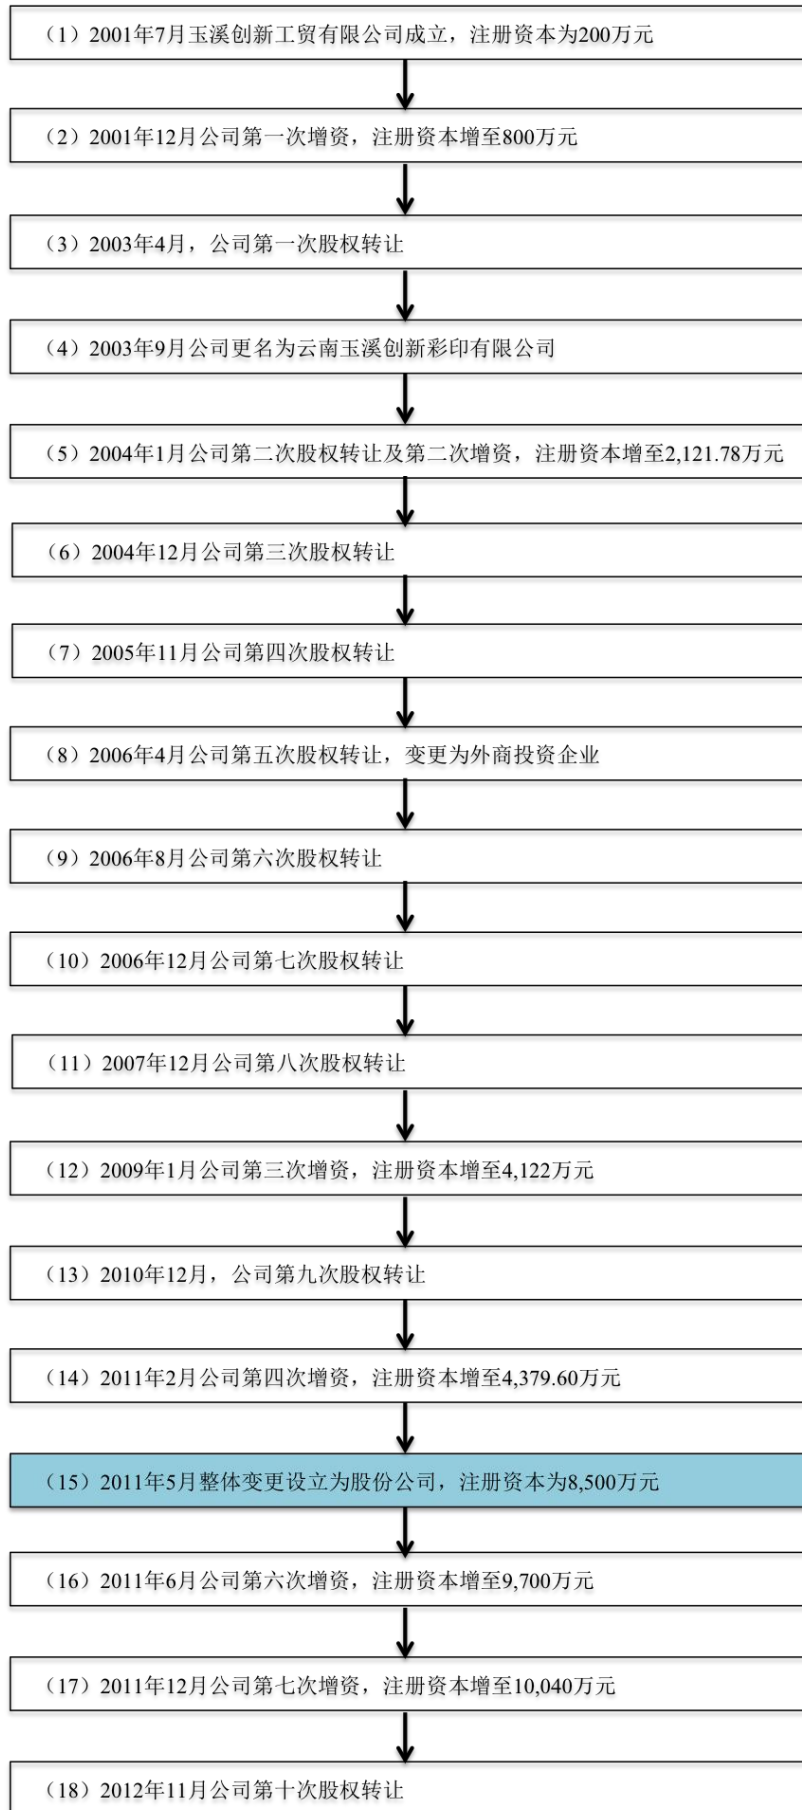 （1）2001年7月玉溪创新工贸有限公司成立，注册资本为200万元
（2）2001年12月公司第一次增资，注册资本增至800万元
（3）2003年4月，公司第一次股权转让
（4）2003年9月公司更名为云南玉溪创新彩印有限公司
（5）2004年1月公司第二次股权转让及第二次增资，注册资本增至2,121.78万元
（6）2004年12月公司第三次股权转让
（7）2005年11月公司第四次股权转让
（8）2006年4月公司第五次股权转让，变更为外商投资企业
（9）2006年8月公司第六次股权转让
（10）2006年12月公司第七次股权转让
（11）2007年12月公司第八次股权转让
（12）2009年1月公司第三次增资，注册资本增至4,122万元
（13）2010年12月，公司第九次股权转让
（14）2011年2月公司第四次增资，注册资本增至4,379.60万元
（15）2011年5月整体变更设立为股份公司，注册资本为8,500万元
（16）2011年6月公司第六次增资，注册资本增至9,700万元
（17）2011年12月公司第七次增资，注册资本增至10,040万元
（18）2012年11月公司第十次股权转让